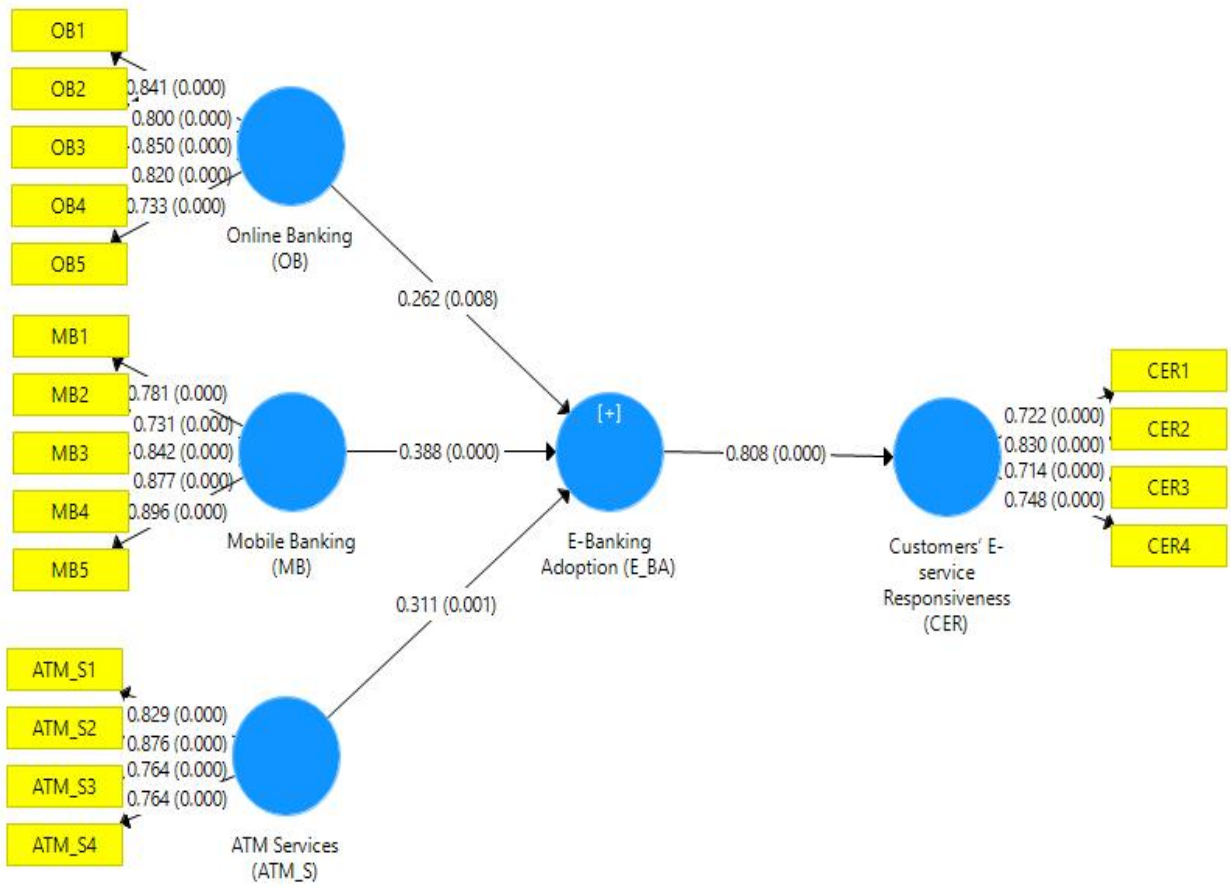 OB1
OB2
OB3
OB4
OB5
0.841 (0.000)
0.800 (0.000)
0.850 (0.000)
0.820 (0.000)
0.733 (0.000)
Online Banking
(OB)
0.262 (0.008)
MB1
MB2
MB3
MB4
MB5
0.781 (0.000)
0.731 (0.000)
0.842 (0.000)
0.877 (0.000)
0.896 (0.000)
Mobile Banking
(MB)
0.388 (0.000)
[+]
E-Banking
Adoption (E_BA)
0.808 (0.000)
Customers' E-
service
Responsiveness
(CER)
0.722 (0.000)
0.830 (0.000)
0.714 (0.000)
0.748 (0.000)
CER1
CER2
CER3
CER4
0.311 (0.001)
ATM_S1
ATM_S2
ATM_S3
ATM_S4
0.829 (0.000)
0.876 (0.000)
0.764 (0.000)
0.764 (0.000)
ATM Services
(ATM_S)